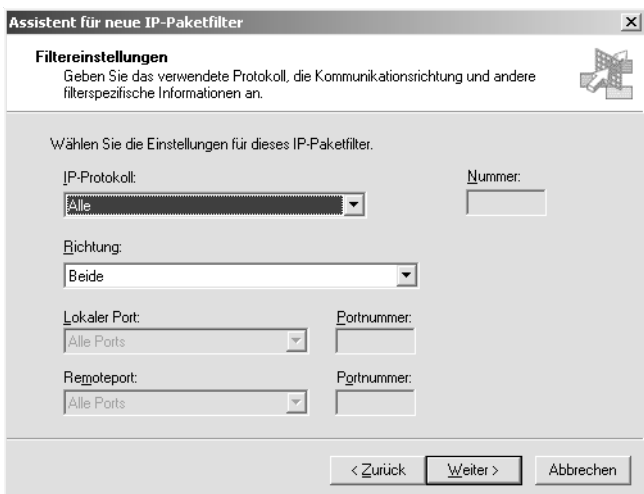 Assistent für neue IP-Paketfilter
Filtereinstellungen
Geben Sie das verwendete Protokoll, die Kommunikationsrichtung und andere
filterspezifische Informationen an.
Wählen Sie die Einstellungen für dieses IP-Paketfilter.
IP-Protokoll: Nummer:
Alle
Richtung:
Beide
Lokaler Port: Portnummer:
Alle Ports
Remoteport: Portnummer:
Alle Ports
< Zurück Weiter > Abbrechen